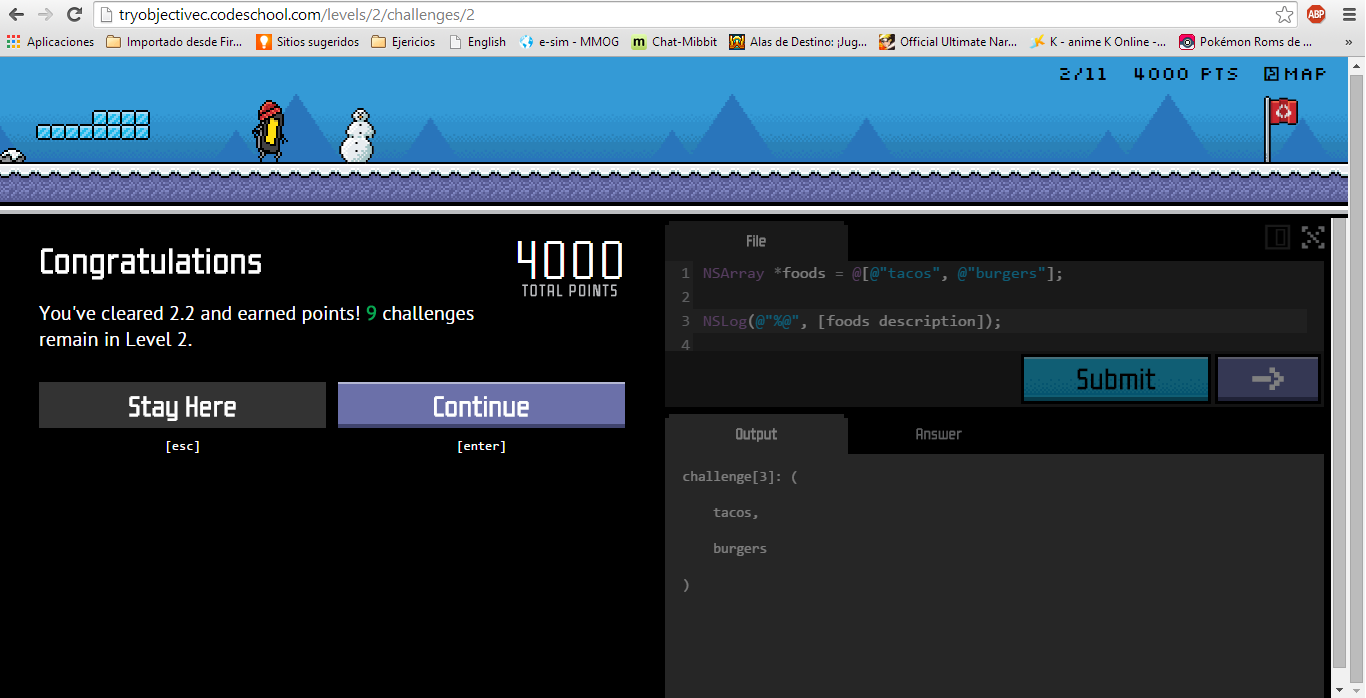 tryobjectivec.codeschool.com/levels/2/challenges/2
ABP
Aplicaciones Importado desde Fir... Sitios sugeridos Ejericios English e-sim - MMOG m Chat-Mibbit Alas de Destino: ¡Jug... Official Ultimate Nar... K - anime K Online -... Pokémon Roms de ... »
2/11 4000 PTS MAP
Congratulations
4000
TOTAL POINTS
You've cleared 2.2 and earned points! 9 challenges
remain in Level 2.
Stay Here Continue
[esc] [enter]
File
1 NSArray *foods = @[@"tacos", @"burgers"];
2
3 NSLog(@"%@", [foods description]);
4
Submit
Output Answer
challenge[3]: (
tacos,
burgers
)